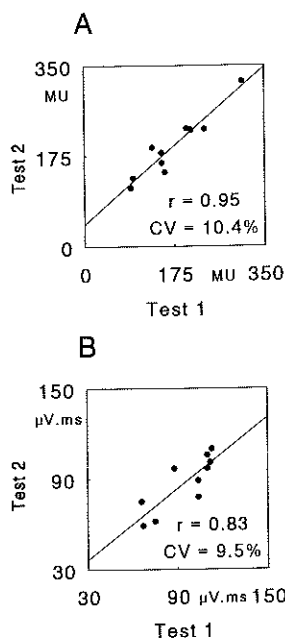 A
350
MU
Test 2
175
r = 0.95
CV = 10.4%
0
0 175 MU 350
Test 1
B
150
µV.ms
Test 2
90
r = 0.83
CV = 9.5%
30
30 90 µV.ms 150
Test 1